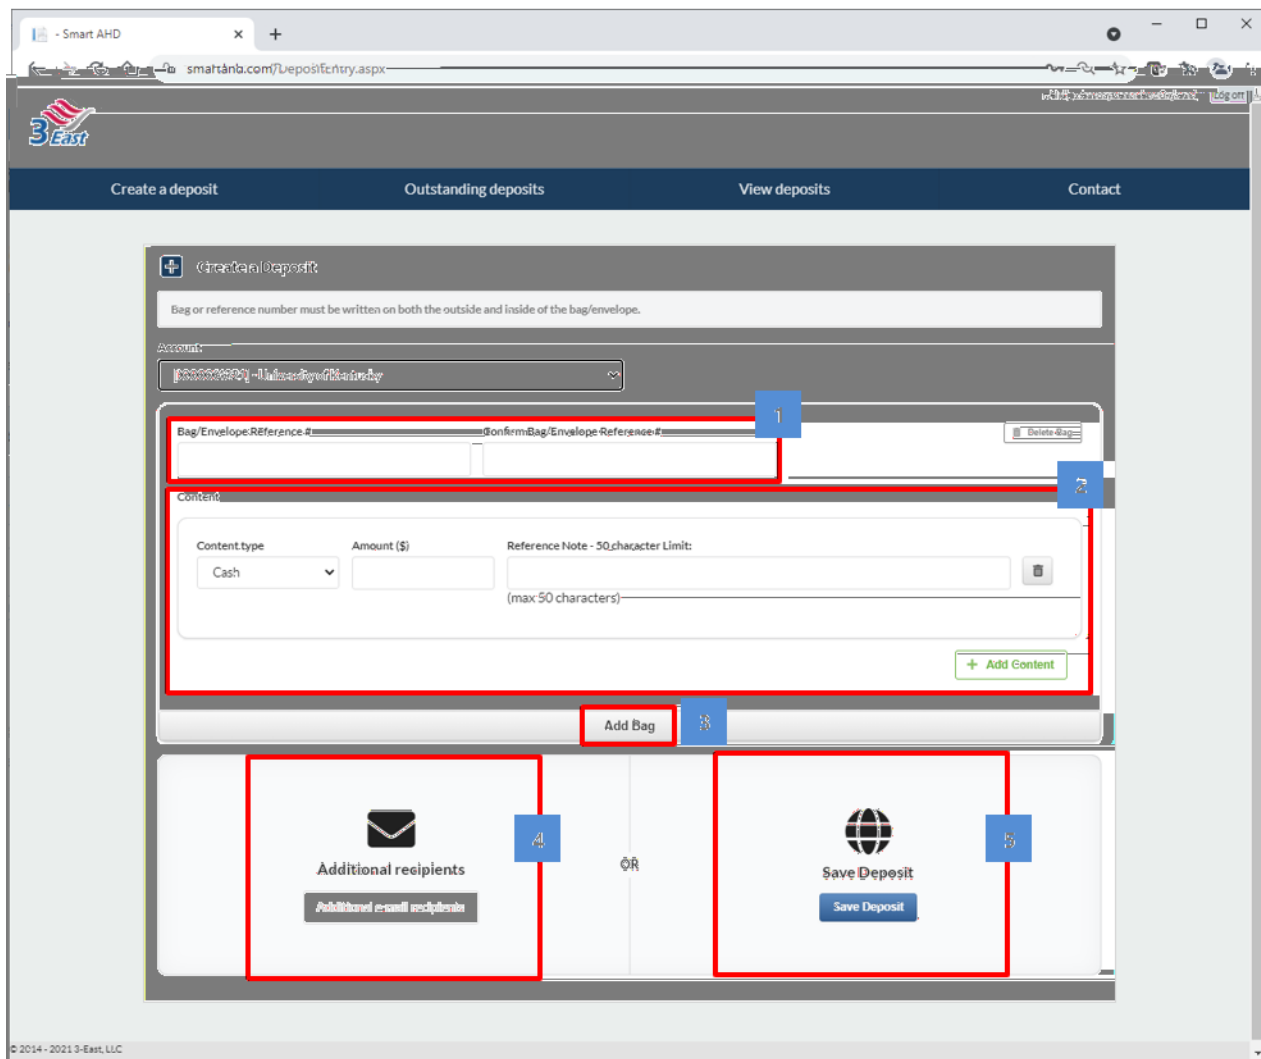 - Smart AHD
smartahb.com/DepositEntry.aspx
Log off
3 East
Create a deposit
Outstanding deposits
View deposits
Contact
Create a Deposit
Bag or reference number must be written on both the outside and inside of the bag/envelope.
Account
- University of Kentucky
1
Bag/Envelope Reference #
Confirm Bag/Envelope Reference #
Delete Bag
2
Content
Content type
Amount ($)
Reference Note - 50 character Limit:
Cash
(max 50 characters)
+ Add Content
Add Bag
3
4
5
Additional recipients
OR
Save Deposit
Additional e-mail recipients
Save Deposit
© 2014 - 2021 3-East, LLC